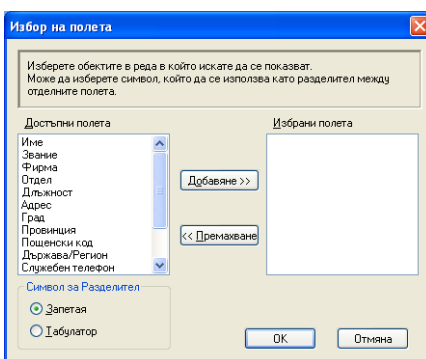 Избор на полета
Изберете обектите в реда в който искате да се показват.
Може да изберете символ, който да се използва като разделител между
отделните полета.
Достъпни полета
Избрани полета
Име
Звание
Фирма
Отдел
Длъжност
Адрес
Град
Провинция
Пощенски код
Държава/Регион
Служебен телефон
Добавяне >>
<< Премахване
Символ за Разделител
Запетая
Табулатор
OK
Отмяна